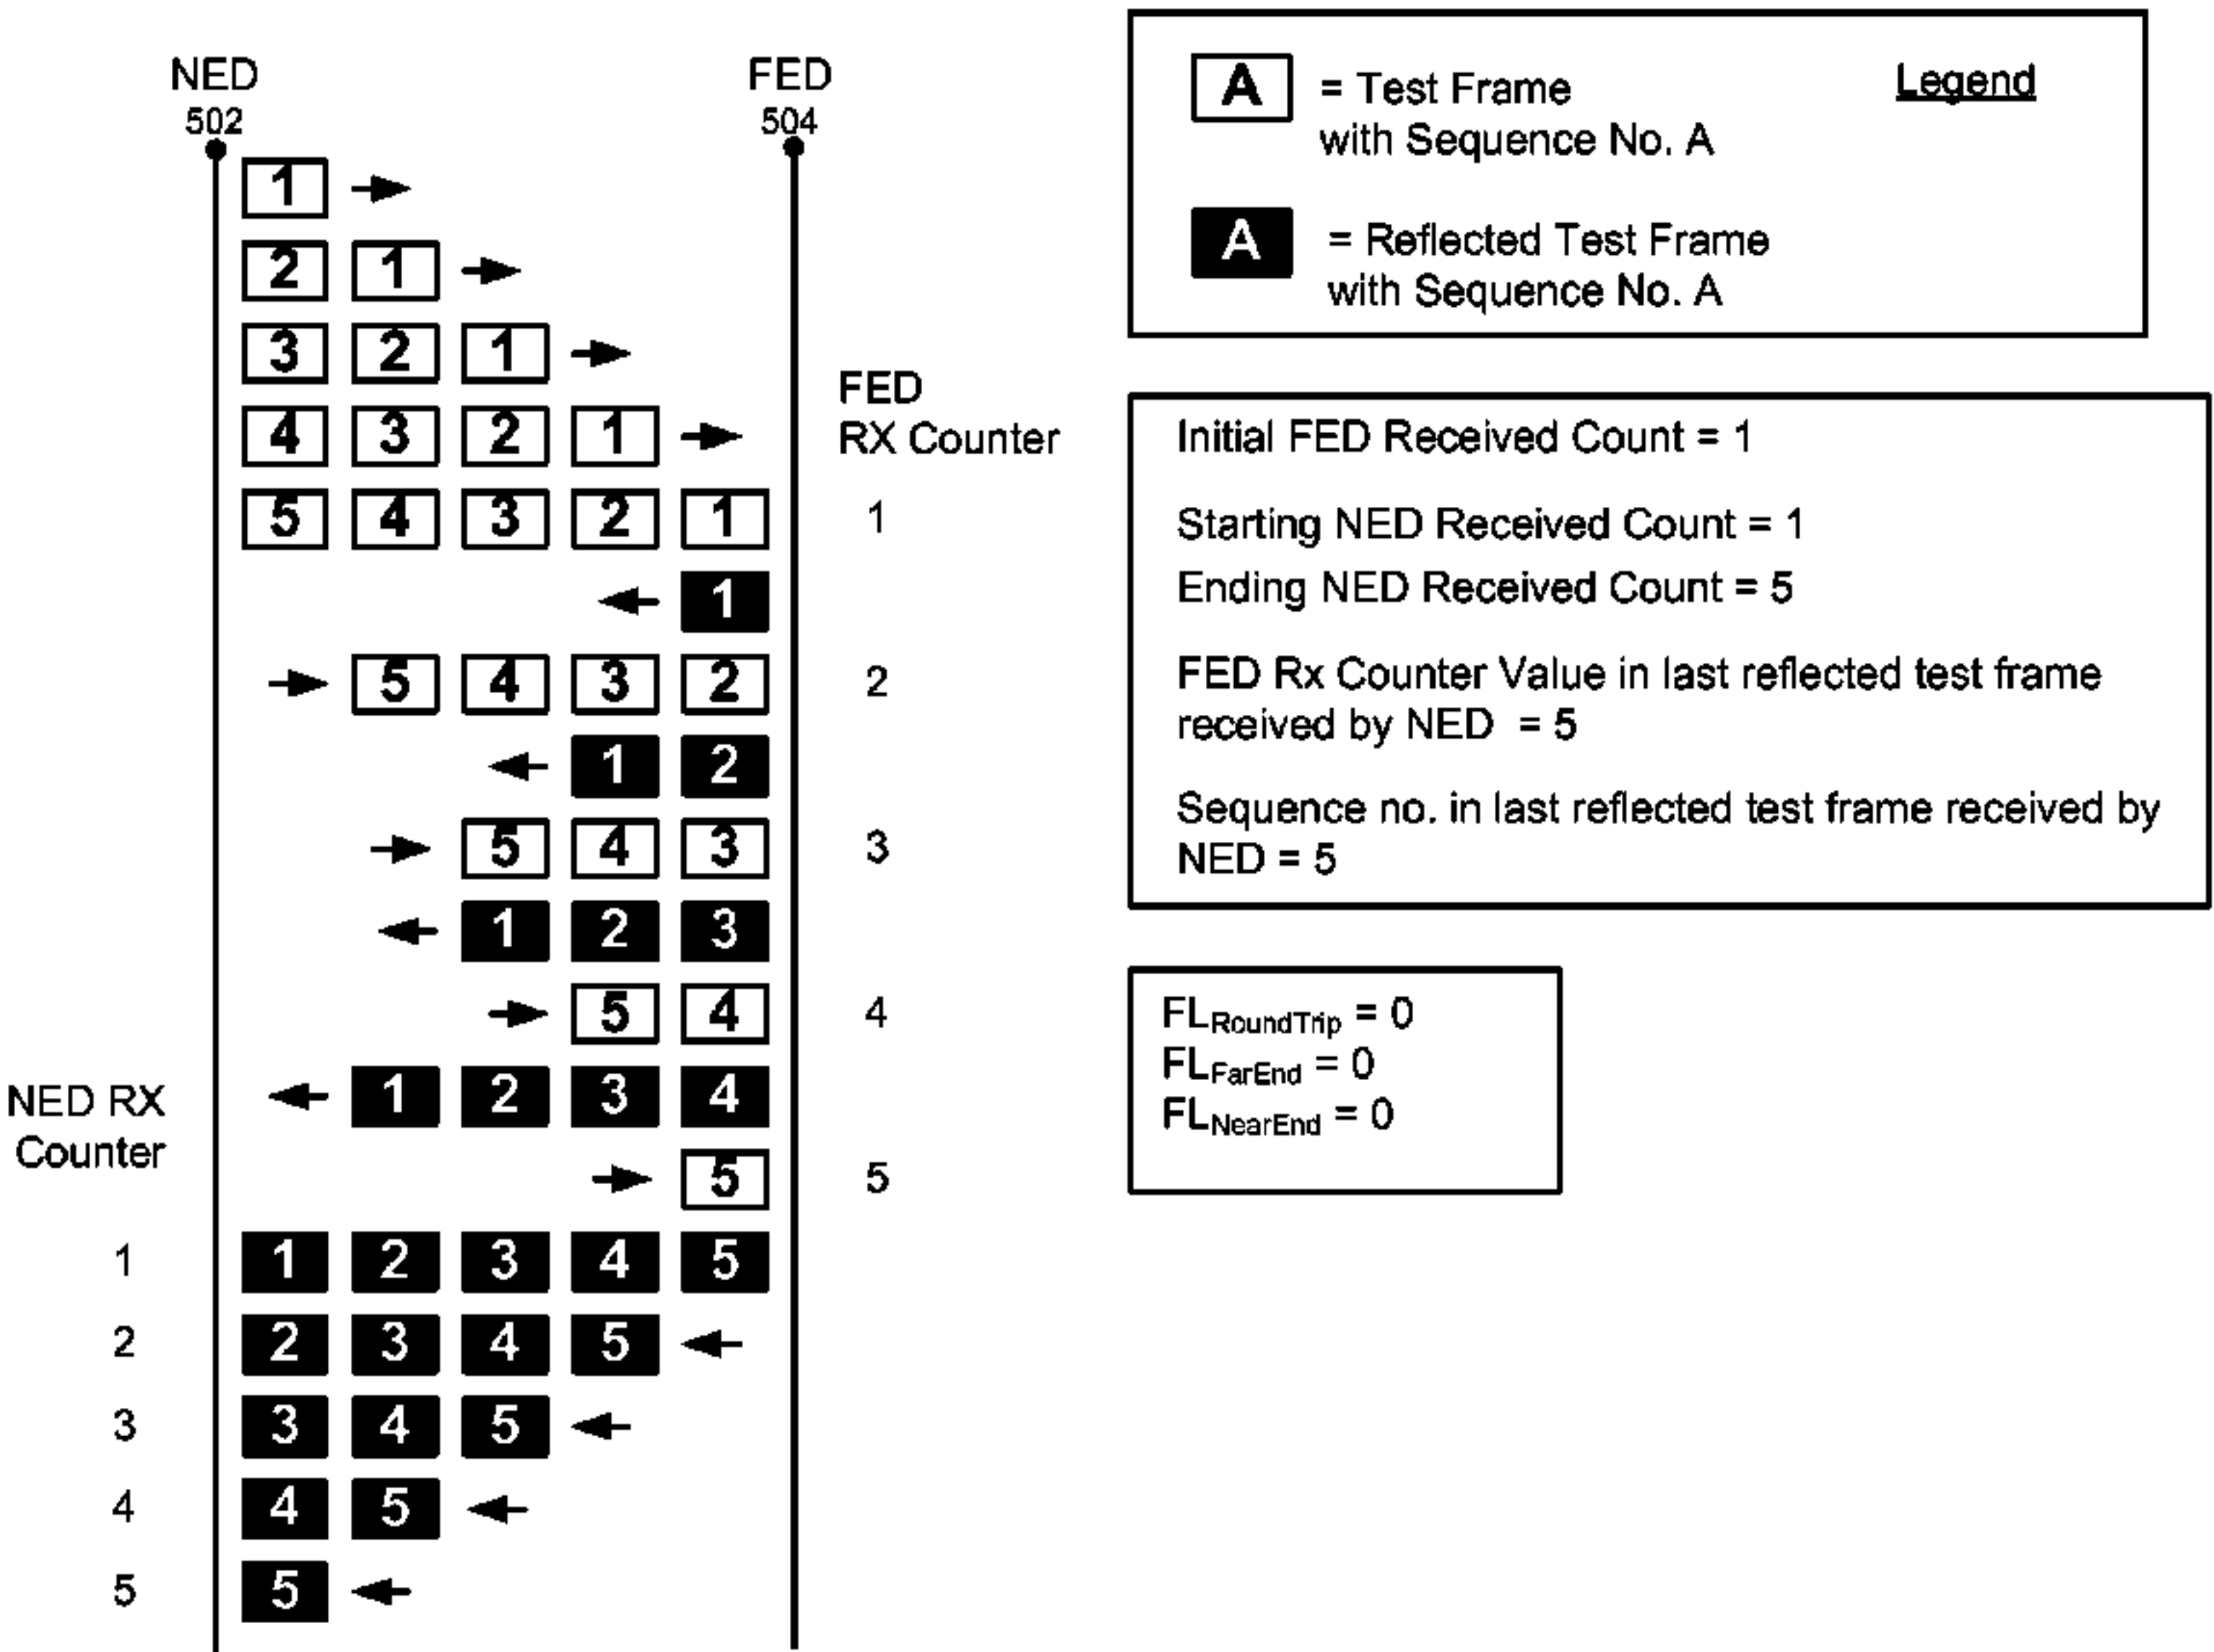 NED
502
FED
504
1
2 1
3 2 1
4 3 2 1
FED
RX Counter
5 4 3 2 1
1
1
5 4 3 2
2
1 2
5 4 3
3
1 2 3
5 4
4
NED RX
Counter
1 2 3 4
5
5
1
1 2 3 4 5
2
2 3 4 5
3
3 4 5
4
4 5
5
5
Legend
A = Test Frame
with Sequence No. A
A = Reflected Test Frame
with Sequence No. A
Initial FED Received Count = 1
Starting NED Received Count = 1
Ending NED Received Count = 5
FED Rx Counter Value in last reflected test frame
received by NED = 5
Sequence no. in last reflected test frame received by
NED = 5
FLRoundTrip = 0
FLFarEnd = 0
FLNearEnd = 0